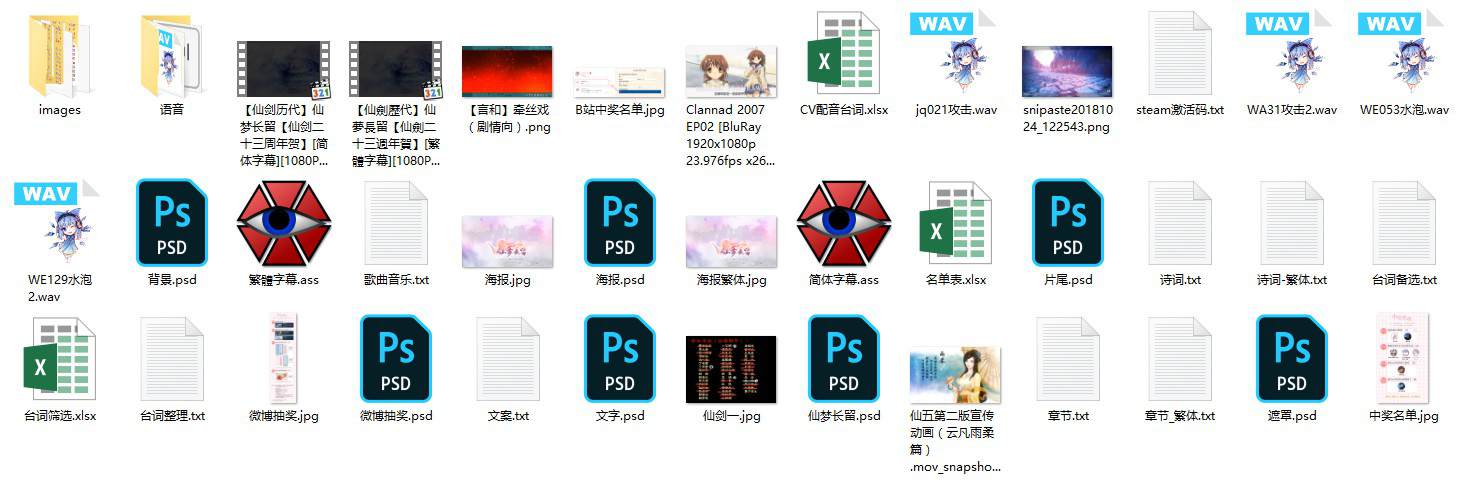 images
语音
【仙剑历代】仙
梦长留【仙剑二
十三周年贺】[简
体字幕][1080P...
【仙劍歷代】仙
夢長留【仙劍二
十三週年賀】[繁
體字幕][1080P...
【言和】牵丝戏
（剧情向）.png
B站中奖名单.jpg
Clannad 2007
EP02 [BluRay
1920x1080p
23.976fps x26...
CV配音台词.xlsx
WAV
jq021攻击.wav
snipaste201810
24_122543.png
steam激活码.txt
WAV
WA31攻击2.wav
WAV
WE053水泡.wav
WAV
WE129水泡
2.wav
Ps
PSD
背景.psd
繁體字幕.ass
歌曲音乐.txt
海报.jpg
Ps
PSD
海报.psd
海报繁体.jpg
简体字幕.ass
名单表.xlsx
Ps
PSD
片尾.psd
诗词.txt
诗词-繁体.txt
台词备选.txt
台词筛选.xlsx
台词整理.txt
微博抽奖.jpg
Ps
PSD
微博抽奖.psd
文案.txt
Ps
PSD
文字.psd
仙剑一.jpg
Ps
PSD
仙梦长留.psd
仙五第二版宣传
动画（云凡雨柔
篇）
.mov_snapsho...
章节.txt
章节_繁体.txt
Ps
PSD
遮罩.psd
中奖名单.jpg